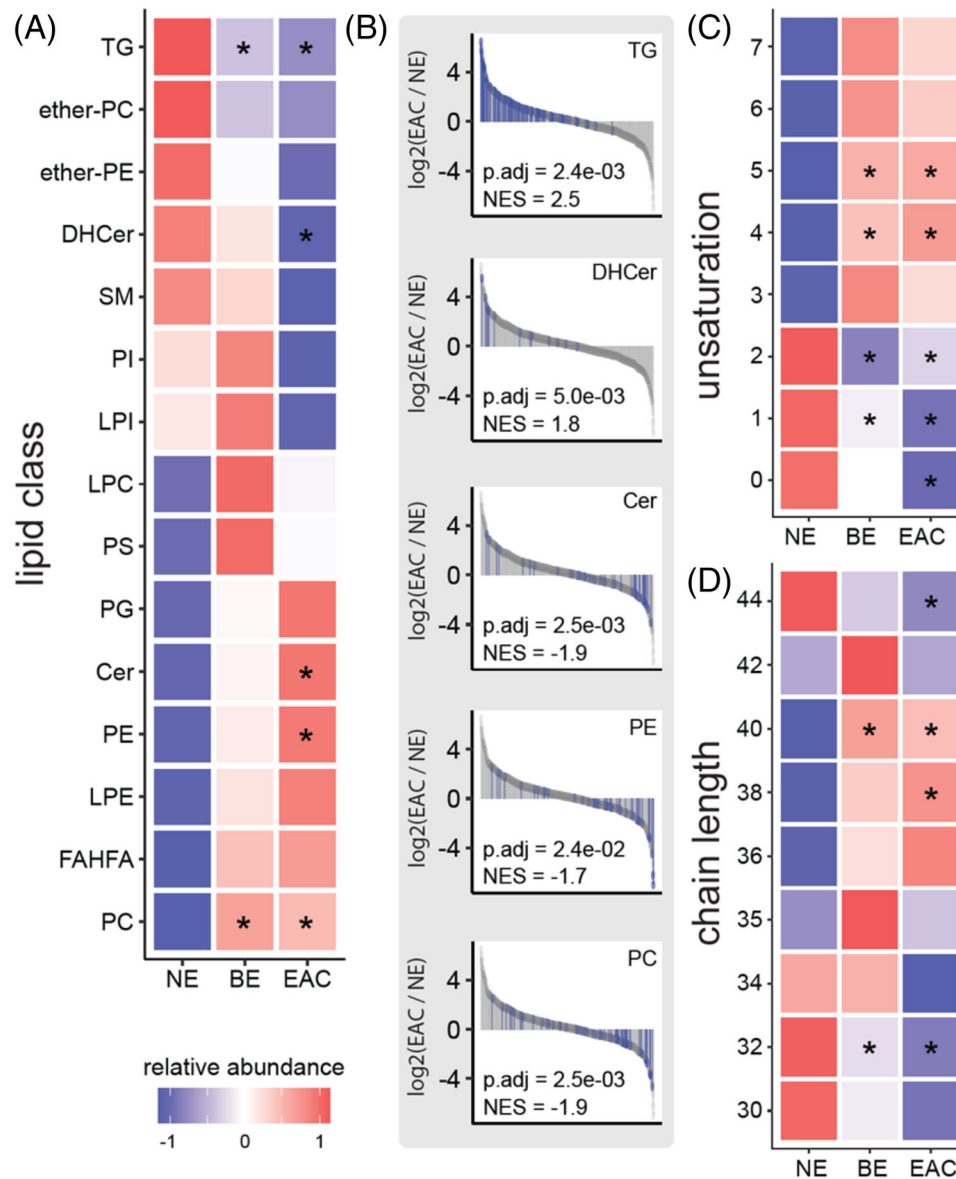 (A)
TG
*
*
ether-PC
ether-PE
DHCer
*
SM
PI
LPI
LPC
PS
PG
Cer
*
PE
*
LPE
FAHFA
PC
*
*
lipid class
NE BE EAC
relative abundance
-1 0 1
(B)
TG
log2(EAC / NE)
4
0
-4
p.adj = 2.4e-03
NES = 2.5
DHCer
log2(EAC / NE)
4
0
-4
p.adj = 5.0e-03
NES = 1.8
Cer
log2(EAC / NE)
4
0
-4
p.adj = 2.5e-03
NES = -1.9
PE
log2(EAC / NE)
4
0
-4
p.adj = 2.4e-02
NES = -1.7
PC
log2(EAC / NE)
4
0
-4
p.adj = 2.5e-03
NES = -1.9
(C)
unsaturation
7
6
5 * *
4 * *
3
2 * *
1 * *
0 *
NE BE EAC
(D)
chain length
44 *
42
40 * *
38 *
36
35
34
32 * *
30
NE BE EAC